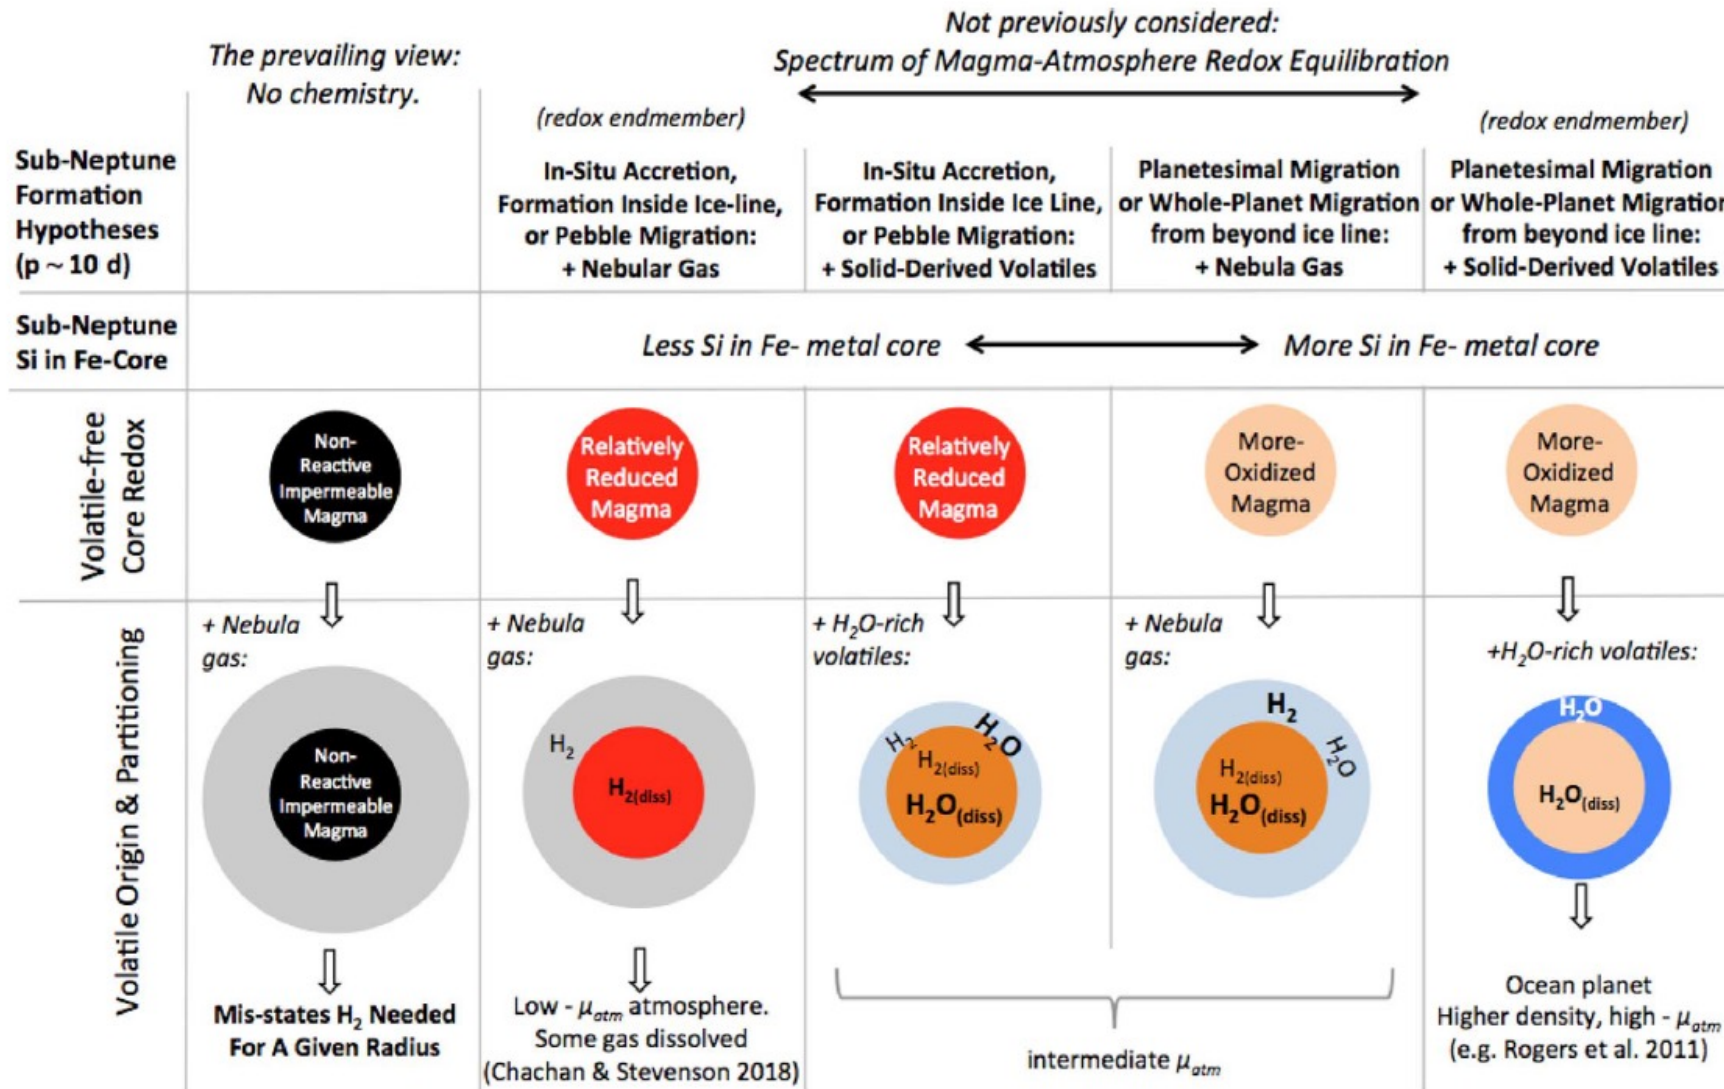 Not previously considered:
Spectrum of Magma-Atmosphere Redox Equilibration
The prevailing view:
No chemistry.
(redox endmember)
(redox endmember)
Sub-Neptune
Formation
Hypotheses
(p ~ 10 d)
In-Situ Accretion,
Formation Inside Ice-line,
or Pebble Migration:
+ Nebular Gas
In-Situ Accretion,
Formation Inside Ice Line,
or Pebble Migration:
+ Solid-Derived Volatiles
Planetesimal Migration
or Whole-Planet Migration
from beyond ice line:
+ Nebula Gas
Planetesimal Migration
or Whole-Planet Migration
from beyond ice line:
+ Solid-Derived Volatiles
Sub-Neptune
Si in Fe-Core
Less Si in Fe- metal core
More Si in Fe- metal core
Volatile-free
Core Redox
Non-
Reactive
Impermeable
Magma
Relatively
Reduced
Magma
Relatively
Reduced
Magma
More-
Oxidized
Magma
More-
Oxidized
Magma
Volatile Origin & Partitioning
+ Nebula
gas:
Non-
Reactive
Impermeable
Magma
Mis-states H₂ Needed
For A Given Radius
+ Nebula
gas:
H₂
H₂(diss)
Low - μatm atmosphere.
Some gas dissolved
(Chachan & Stevenson 2018)
+ H₂O-rich
volatiles:
H₂
H₂O
H₂(diss)
H₂O(diss)
+ Nebula
gas:
H₂
H₂O
H₂(diss)
H₂O(diss)
intermediate μatm
+H₂O-rich volatiles:
H₂O
H₂O(diss)
Ocean planet
Higher density, high - μatm
(e.g. Rogers et al. 2011)